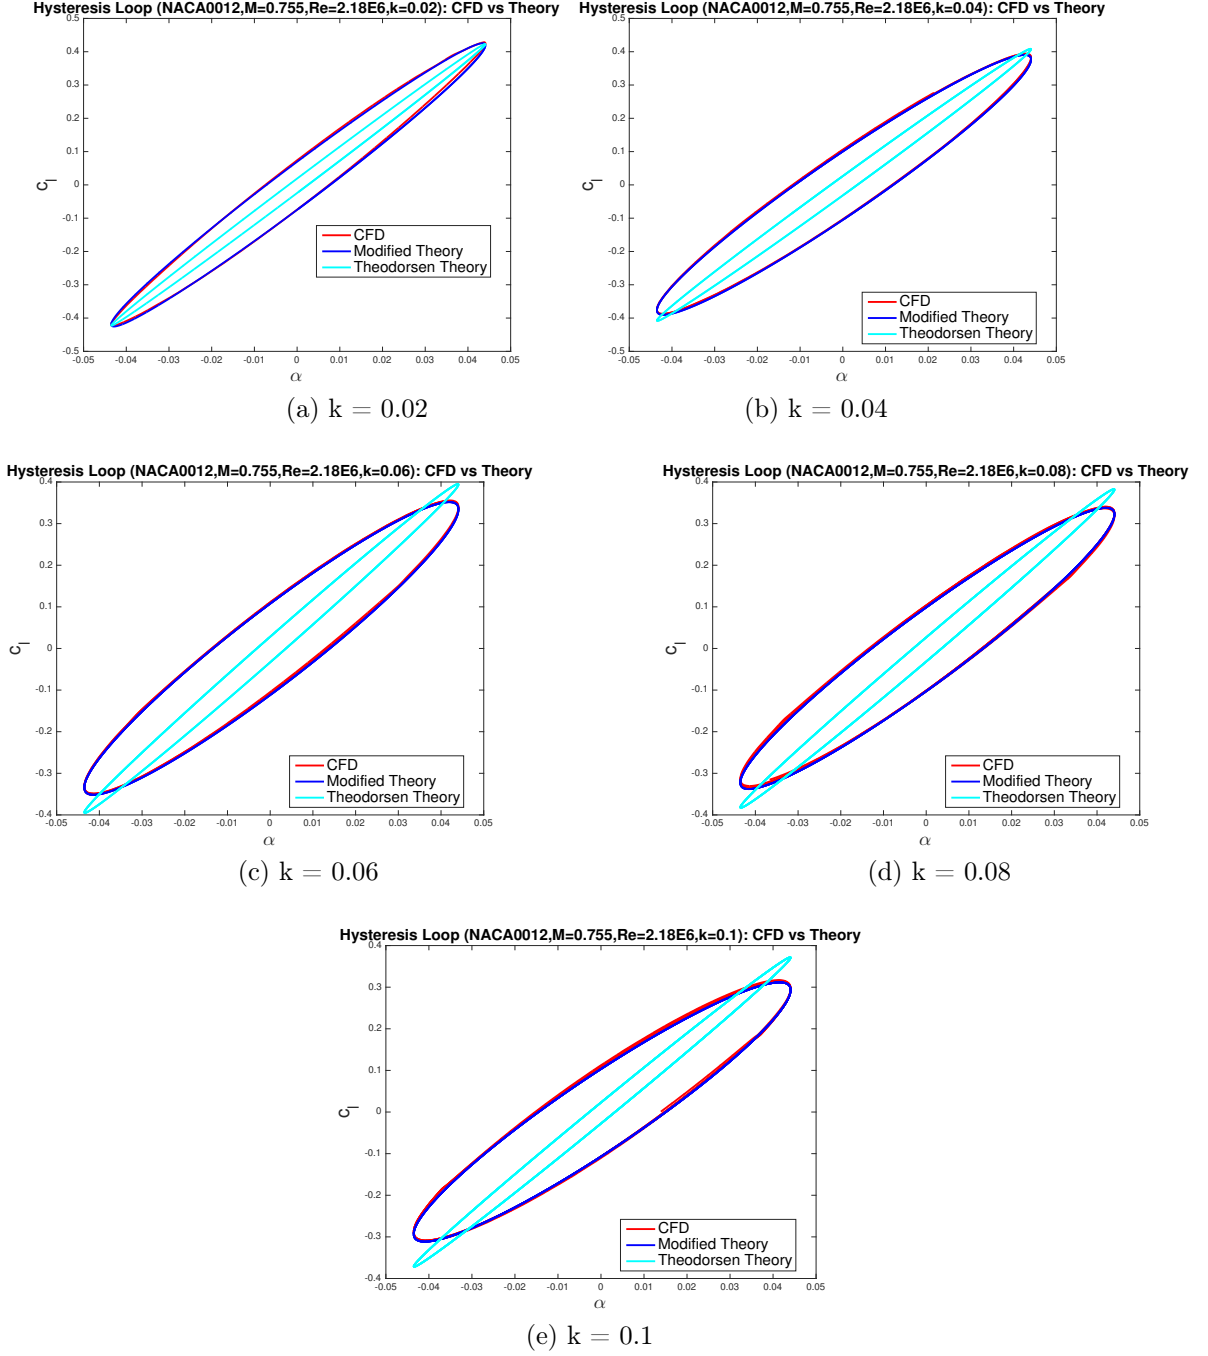 Hysteresis Loop (NACA0012,M=0.755,Re=2.18E6,k=0.02): CFD vs Theory
0.5
0.4
0.3
0.2
0.1
0
-0.1
-0.2
-0.3
-0.4
-0.5
c_l
CFD
Modified Theory
Theodorsen Theory
-0.05 -0.04 -0.03 -0.02 -0.01 0 0.01 0.02 0.03 0.04 0.05
α
(a) k = 0.02
Hysteresis Loop (NACA0012,M=0.755,Re=2.18E6,k=0.04): CFD vs Theory
0.5
0.4
0.3
0.2
0.1
0
-0.1
-0.2
-0.3
-0.4
-0.5
c_l
CFD
Modified Theory
Theodorsen Theory
-0.05 -0.04 -0.03 -0.02 -0.01 0 0.01 0.02 0.03 0.04 0.05
α
(b) k = 0.04
Hysteresis Loop (NACA0012,M=0.755,Re=2.18E6,k=0.06): CFD vs Theory
0.4
0.3
0.2
0.1
0
-0.1
-0.2
-0.3
-0.4
c_l
CFD
Modified Theory
Theodorsen Theory
-0.05 -0.04 -0.03 -0.02 -0.01 0 0.01 0.02 0.03 0.04 0.05
α
(c) k = 0.06
Hysteresis Loop (NACA0012,M=0.755,Re=2.18E6,k=0.08): CFD vs Theory
0.4
0.3
0.2
0.1
0
-0.1
-0.2
-0.3
-0.4
c_l
CFD
Modified Theory
Theodorsen Theory
-0.05 -0.04 -0.03 -0.02 -0.01 0 0.01 0.02 0.03 0.04 0.05
α
(d) k = 0.08
Hysteresis Loop (NACA0012,M=0.755,Re=2.18E6,k=0.1): CFD vs Theory
0.4
0.3
0.2
0.1
0
-0.1
-0.2
-0.3
-0.4
c_l
CFD
Modified Theory
Theodorsen Theory
-0.05 -0.04 -0.03 -0.02 -0.01 0 0.01 0.02 0.03 0.04 0.05
α
(e) k = 0.1